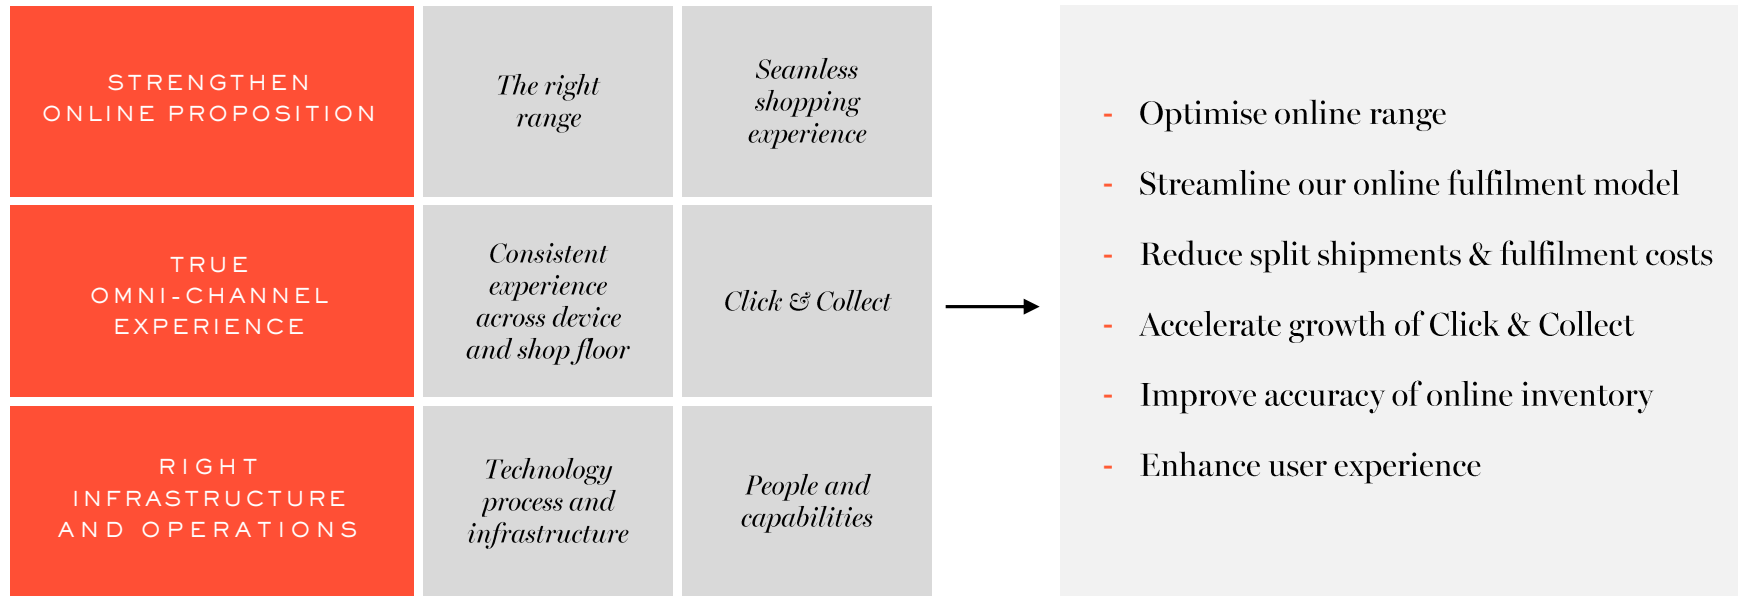 STRENGTHEN
ONLINE PROPOSITION
The right
range
Seamless
shopping
experience
TRUE
OMNI-CHANNEL
EXPERIENCE
Consistent
experience
across device
and shop floor
Click & Collect
RIGHT
INFRASTRUCTURE
AND OPERATIONS
Technology
process and
infrastructure
People and
capabilities
- Optimise online range
- Streamline our online fulfilment model
- Reduce split shipments & fulfilment costs
- Accelerate growth of Click & Collect
- Improve accuracy of online inventory
- Enhance user experience